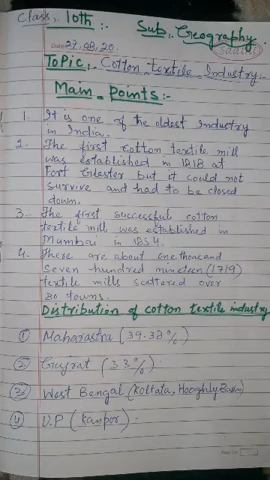 Class:- 10th :- Sub:- Geography
Date 27.08.20.
Topic:- Cotton textile Industry:-
Main Points:-
1. It is one of the oldest Industry
in India.
2. The first cotton textile mill
was established in 1818 at
Fort Glaster but it could not
survive and had to be closed
down.
3. The first successful cotton
textile mill was established in
Mumbai in 1854.
4. There are about one thousand
seven hundred nineteen (1719)
textile mills scattered over
80 towns.
Distribution of cotton textile industry
① Maharastra (39.38%)
② Gujrat (33%)
③ West Bengal (Kolkata, Hooghly Basin)
④ U.P (Kanpor):-